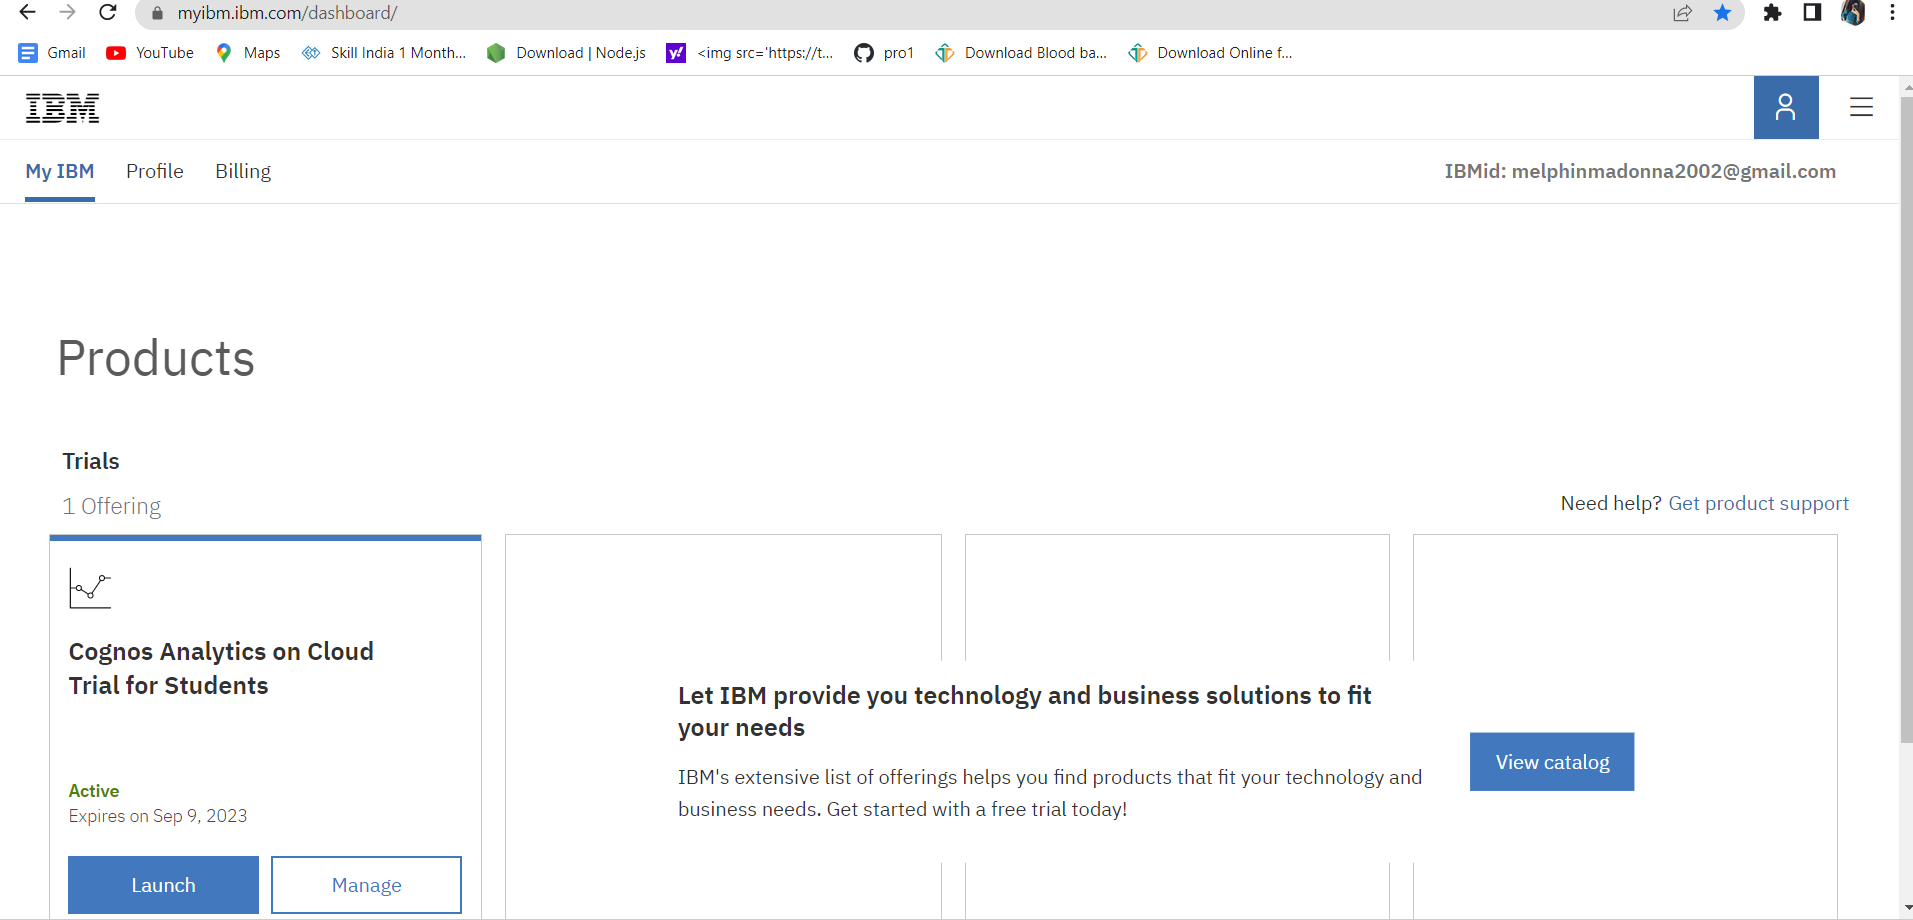 myibm.ibm.com/dashboard/
Gmail YouTube Maps Skill India 1 Month... Download | Node.js <img src='https://t... pro1 Download Blood ba... Download Online f...
IBM
My IBM Profile Billing IBMid: melphinmadonna2002@gmail.com
Products
Trials
1 Offering
Need help? Get product support
Cognos Analytics on Cloud
Trial for Students
Active
Expires on Sep 9, 2023
Launch Manage
Let IBM provide you technology and business solutions to fit
your needs
IBM's extensive list of offerings helps you find products that fit your technology and
business needs. Get started with a free trial today!
View catalog